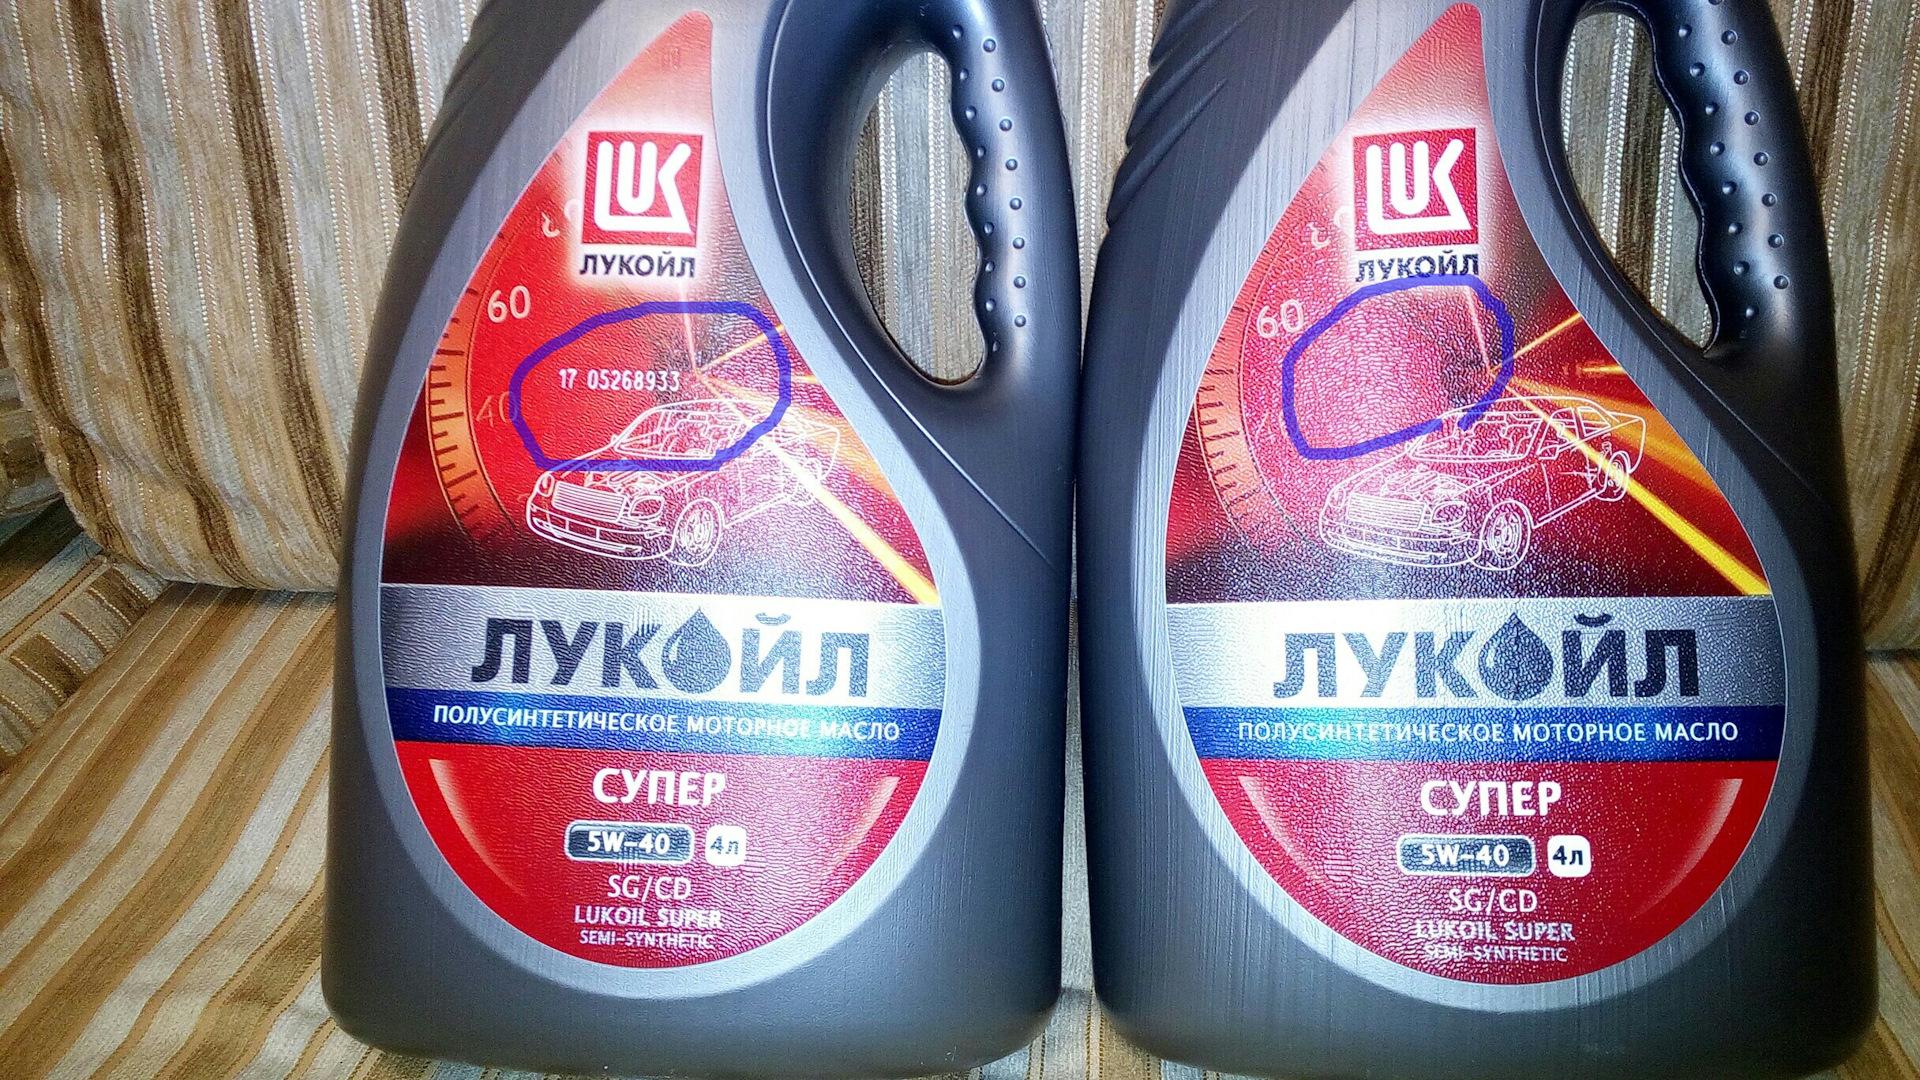 LUK
ЛУКОЙЛ
60
17 05268933
40
ЛУКОЙЛ
ПОЛУСИНТЕТИЧЕСКОЕ МОТОРНОЕ МАСЛО
СУПЕР
5W-40 4л
SG/CD
LUKOIL SUPER
SEMI-SYNTHETIC
LUK
ЛУКОЙЛ
60
ЛУКОЙЛ
ПОЛУСИНТЕТИЧЕСКОЕ МОТОРНОЕ МАСЛО
СУПЕР
5W-40 4л
SG/CD
LUKOIL SUPER
SEMI-SYNTHETIC